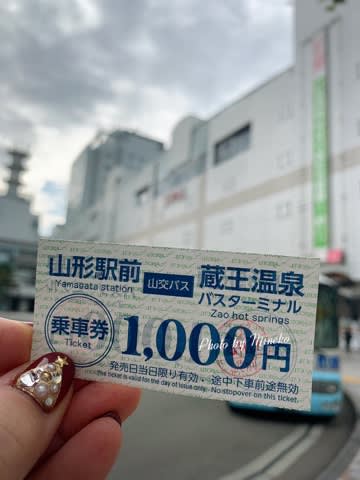 山形駅前
Yamagata station
山交バス
蔵王温泉
バスターミナル
Zao hot springs
乗車券
Ticket
1,000円
Photo by Mineko
発売日当日限り有効・途中下車前途無効
The ticket is valid for the day of issue only. No stopover on this ticket.